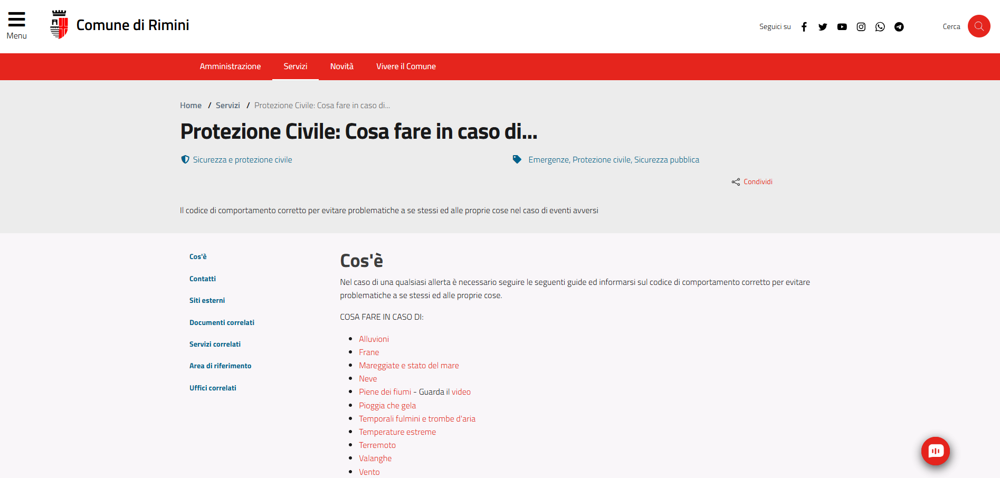 Menu
Comune di Rimini
Seguici su
Cerca
Amministrazione
Servizi
Novità
Vivere il Comune
Home / Servizi / Protezione Civile: Cosa fare in caso di...
Protezione Civile: Cosa fare in caso di...
Sicurezza e protezione civile
Emergenze, Protezione civile, Sicurezza pubblica
Condividi
Il codice di comportamento corretto per evitare problematiche a se stessi ed alle proprie cose nel caso di eventi avversi
Cos'è
Contatti
Siti esterni
Documenti correlati
Servizi correlati
Area di riferimento
Uffici correlati
Cos'è
Nel caso di una qualsiasi allerta è necessario seguire le seguenti guide ed informarsi sul codice di comportamento corretto per evitare
problematiche a se stessi ed alle proprie cose.
COSA FARE IN CASO DI:
Alluvioni
Frane
Mareggiate e stato del mare
Neve
Piene dei fiumi - Guarda il video
Pioggia che gela
Temporali fulmini e trombe d'aria
Temperature estreme
Terremoto
Valanghe
Vento